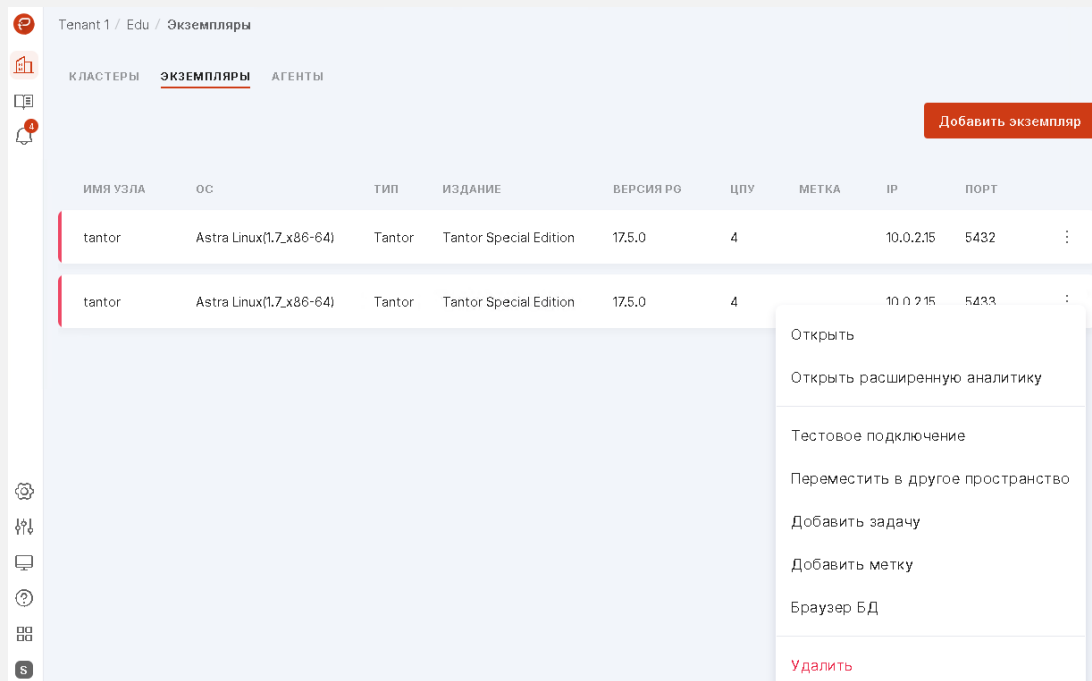 Tenant 1 / Edu / Экземпляры
КЛАСТЕРЫ ЭКЗЕМПЛЯРЫ АГЕНТЫ
4
Добавить экземпляр
ИМЯ УЗЛА ОС ТИП ИЗДАНИЕ ВЕРСИЯ PG ЦПУ МЕТКА IP ПОРТ
tantor Astra Linux(1.7_x86-64) Tantor Tantor Special Edition 17.5.0 4 10.0.2.15 5432
tantor Astra Linux(1.7_x86-64) Tantor Tantor Special Edition 17.5.0 4 10.0.2.15 5433
Открыть
Открыть расширенную аналитику
Тестовое подключение
Переместить в другое пространство
Добавить задачу
Добавить метку
Браузер БД
Удалить
S